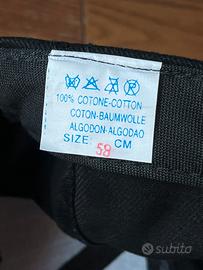 100% COTONE-COTTON
COTON-BAUMWOLLE
ALGODON-ALGODAO
SIZE: 58 CM
subito